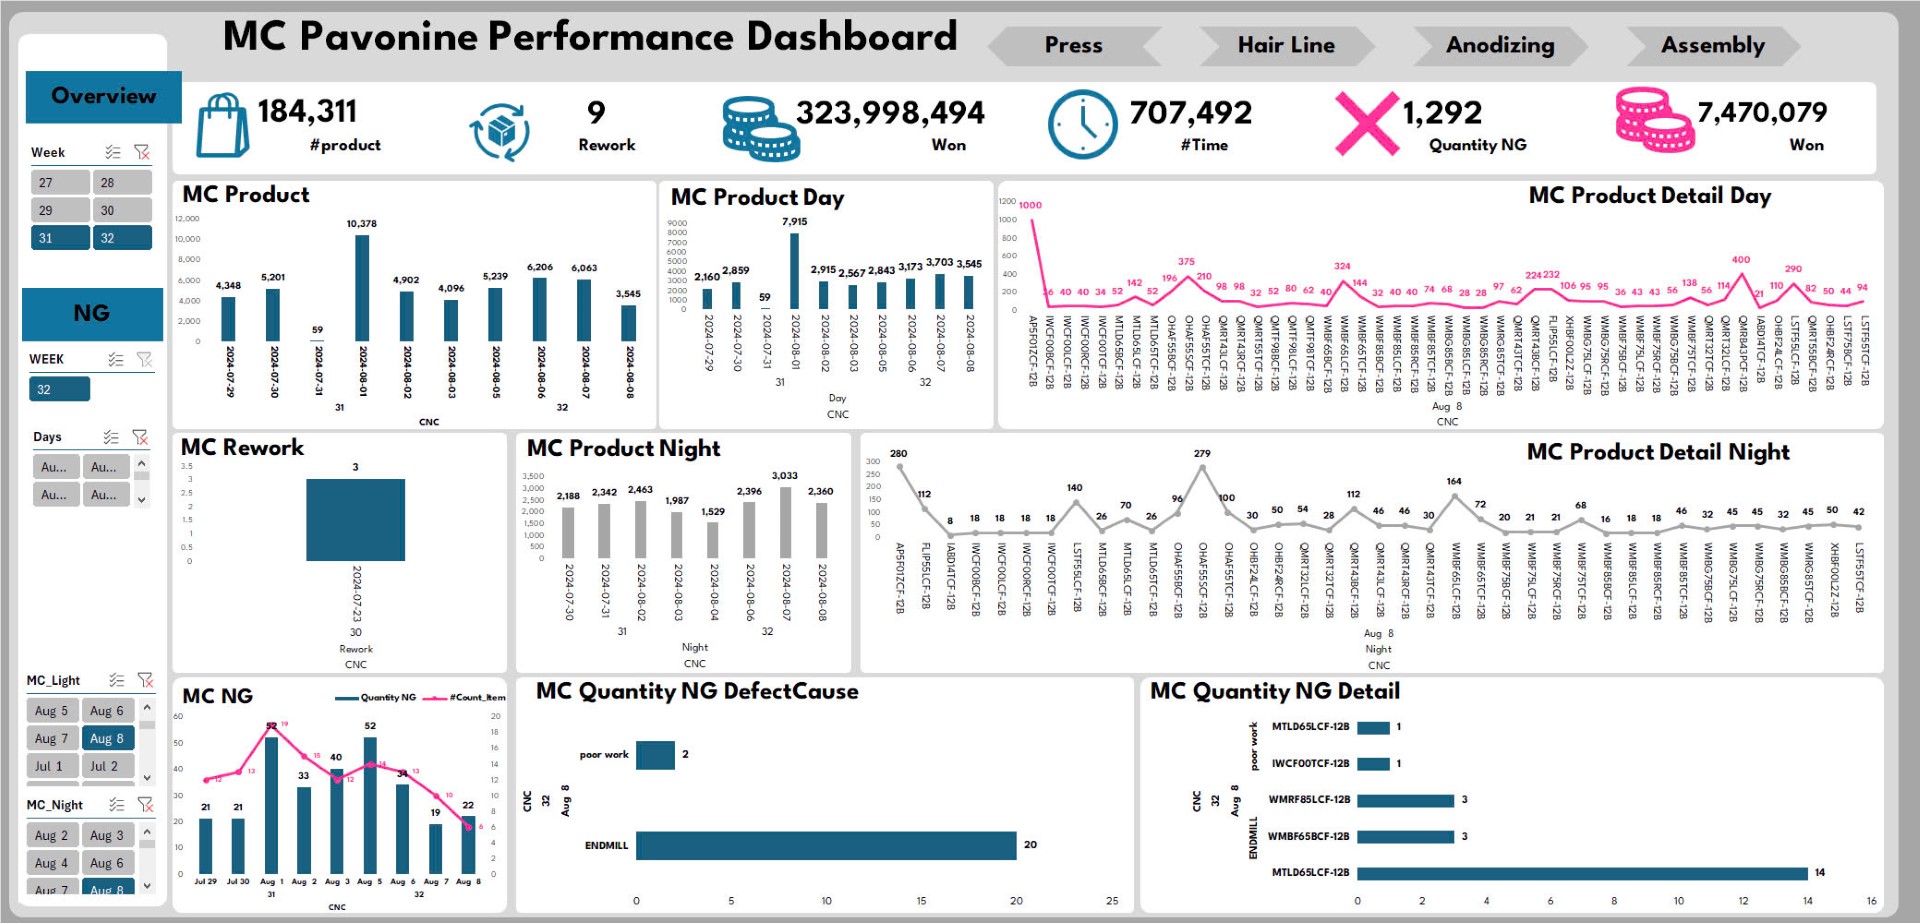 MC Pavonine Performance Dashboard
Press
Hair Line
Anodizing
Assembly
Overview
184,311
#product
9
Rework
323,998,494
Won
707,492
#Time
1,292
Quantity NG
7,470,079
Won
Week
27 28
29 30
31 32
NG
WEEK
32
Days
Au... Au...
Au... Au...
MC_Light
Aug 5 Aug 6
Aug 7 Aug 8
Jul 1 Jul 2
MC_Night
Aug 2 Aug 3
Aug 4 Aug 6
Aug 7 Aug 8
MC Product
12,000
10,000
8,000
6,000
4,000
2,000
0
4,348 5,201 59 10,378 4,902 4,096 5,239 6,206 6,063 3,545
2024-07-29 2024-07-30 2024-07-31 2024-08-01 2024-08-02 2024-08-03 2024-08-05 2024-08-06 2024-08-07 2024-08-08
31 32
CNC
MC Product Day
9000
8000
7000
6000
5000
4000
3000
2000
1000
0
2,160 2,859 59 7,915 2,915 2,567 2,843 3,173 3,703 3,545
2024-07-29 2024-07-30 2024-07-31 2024-08-01 2024-08-02 2024-08-03 2024-08-05 2024-08-06 2024-08-07 2024-08-08
31 32
Day
CNC
MC Product Detail Day
1200
1000
800
600
400
200
0
1000 36 40 40 34 52 142 52 196 375 210 98 98 32 52 80 62 40 324 144 32 40 40 74 68 28 28 97 62 224 232 106 95 95 36 43 43 56 138 56 114 400 21 110 290 82 50 44 94
AP5F01ZCF-12B IWCF00BCF-12B IWCF00LCF-12B IWCF00RCF-12B IWCF00TCF-12B MTLD65BCF-12B MTLD65LCF-12B MTLD65TCF-12B OHAF55BCF-12B OHAF55SCF-12B OHAF55TCF-12B QMRT43LCF-12B QMRT43RCF-12B QMRT65TCF-12B QMTF98BCF-12B QMTF98LCF-12B QMTF98TCF-12B WMBF65BCF-12B WMBF65LCF-12B WMBF65TCF-12B WMBF85BCF-12B WMBF85LCF-12B WMBF85RCF-12B WMBF85TCF-12B WMBG85BCF-12B WMBG85LCF-12B WMBG85RCF-12B WMRG85TCF-12B QMRT43TCF-12B QMRT43BCF-12B FLIP55LCF-12B XHBF00LZZ-12B WMBG75LCF-12B WMBG75RCF-12B WMBF75BCF-12B WMBF75LCF-12B WMBF75RCF-12B WMBG75BCF-12B WMBF75TCF-12B QMRT32TCF-12B QMRT32LCF-12B QMRB43PCF-12B IABD14TCF-12B OHBF24LCF-12B LSTF55LCF-12B QMRT55BCF-12B OHBF24RCF-12B LSTF75BCF-12B LSTF55TCF-12B
Aug 8
CNC
MC Rework
3.5
3
2.5
2
1.5
1
0.5
0
3
2024-07-23
30
Rework
CNC
MC Product Night
3,500
3,000
2,500
2,000
1,500
1,000
500
0
2,188 2,342 2,463 1,987 1,529 2,396 3,033 2,360
2024-07-30 2024-07-31 2024-08-02 2024-08-03 2024-08-04 2024-08-06 2024-08-07 2024-08-08
31 32
Night
CNC
MC Product Detail Night
300
250
200
150
100
50
0
280 112 8 18 18 18 18 140 26 70 26 96 279 100 30 50 54 28 112 46 46 30 164 72 20 21 21 68 16 18 18 46 32 45 45 32 45 50 42
AP5F01ZCF-12B FLIP55LCF-12B IABD14TCF-12B IWCF00BCF-12B IWCF00LCF-12B IWCF00RCF-12B IWCF00TCF-12B LSTF55LCF-12B MTLD65BCF-12B MTLD65LCF-12B MTLD65TCF-12B OHAF55BCF-12B OHAF55SCF-12B OHAF55TCF-12B OHBF24LCF-12B OHBF24RCF-12B QMRT32LCF-12B QMRT32TCF-12B QMRT43BCF-12B QMRT43LCF-12B QMRT43RCF-12B QMRT43TCF-12B WMBF65LCF-12B WMBF65TCF-12B WMBF75BCF-12B WMBF75LCF-12B WMBF75RCF-12B WMBF75TCF-12B WMBF85BCF-12B WMBF85LCF-12B WMBF85RCF-12B WMBF85TCF-12B WMBG75BCF-12B WMBG75LCF-12B WMBG75RCF-12B WMBG85BCF-12B WMRG85TCF-12B XHBF00LZZ-12B LSTF55TCF-12B
Aug 8
Night
CNC
MC NG
Quantity NG #Count_Item
60
50
40
30
20
10
0
20
18
16
14
12
10
8
6
4
2
0
21 21 52 33 40 52 34 19 22
12 13 19 15 12 14 13 10 6
Jul 29 Jul 30 Aug 1 Aug 2 Aug 3 Aug 5 Aug 6 Aug 7 Aug 8
31 32
CNC
MC Quantity NG DefectCause
poor work 2
ENDMILL 20
CNC
32
Aug 8
0 5 10 15 20 25
MC Quantity NG Detail
CNC
32
Aug 8
poor work
ENDMILL
MTLD65LCF-12B 1
IWCF00TCF-12B 1
WMRF85LCF-12B 3
WMBF65BCF-12B 3
MTLD65LCF-12B 14
0 2 4 6 8 10 12 14 16